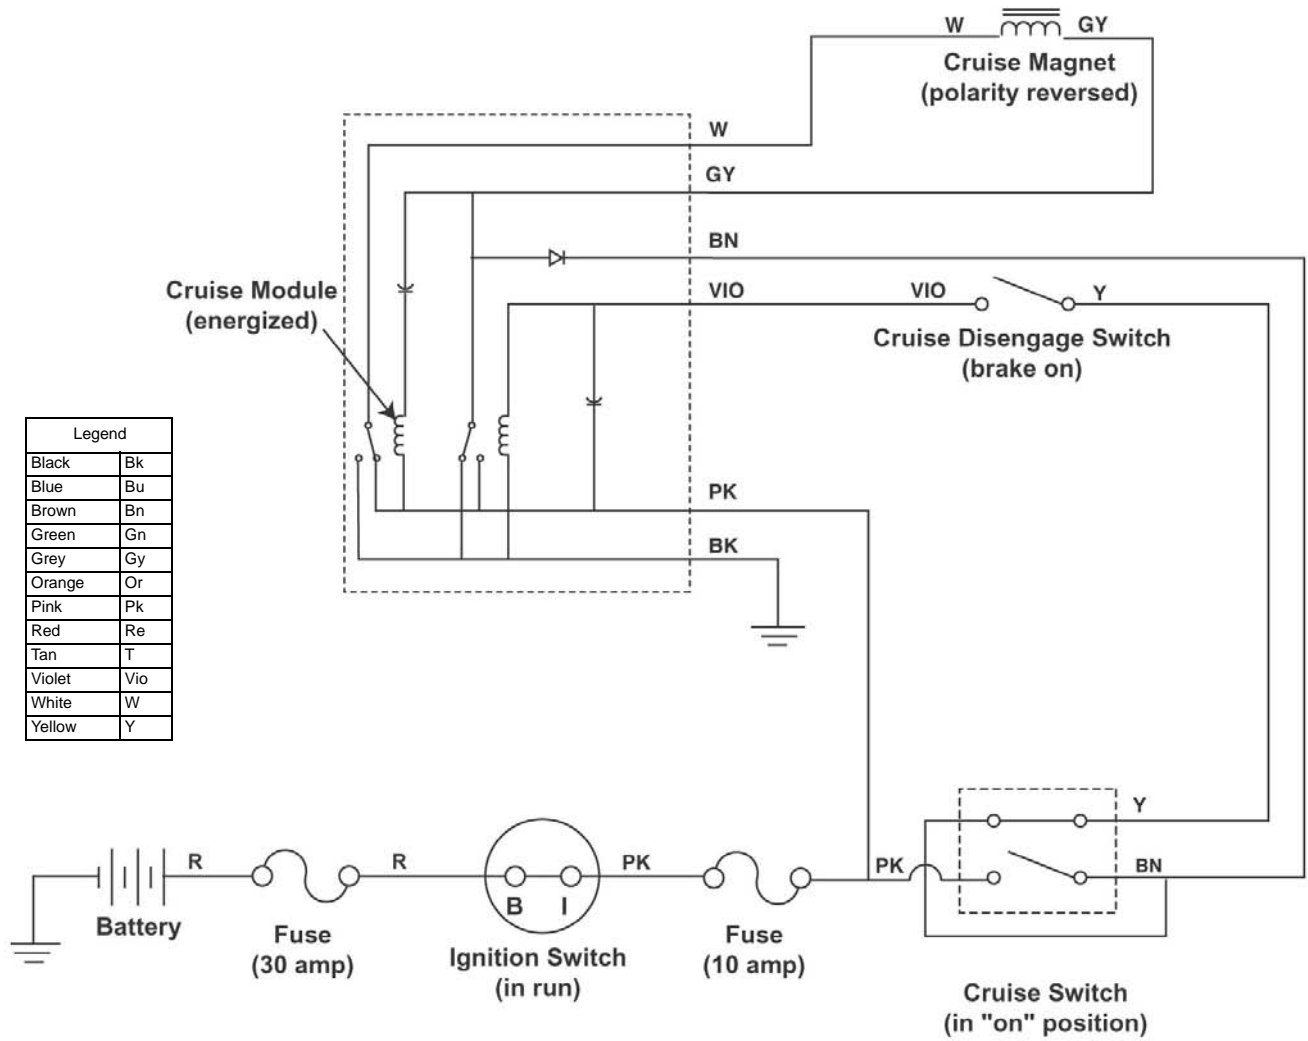 W GY
Cruise Magnet
(polarity reversed)
W
GY
BN
Cruise Module
(energized)
VIO VIO Y
Cruise Disengage Switch
(brake on)
Legend
Black Bk
Blue Bu
Brown Bn
Green Gn
Grey Gy
Orange Or
Pink Pk
Red Re
Tan T
Violet Vio
White W
Yellow Y
PK
BK
Y
R R PK PK BN
B I
Battery
Fuse
(30 amp)
Ignition Switch
(in run)
Fuse
(10 amp)
Cruise Switch
(in "on" position)